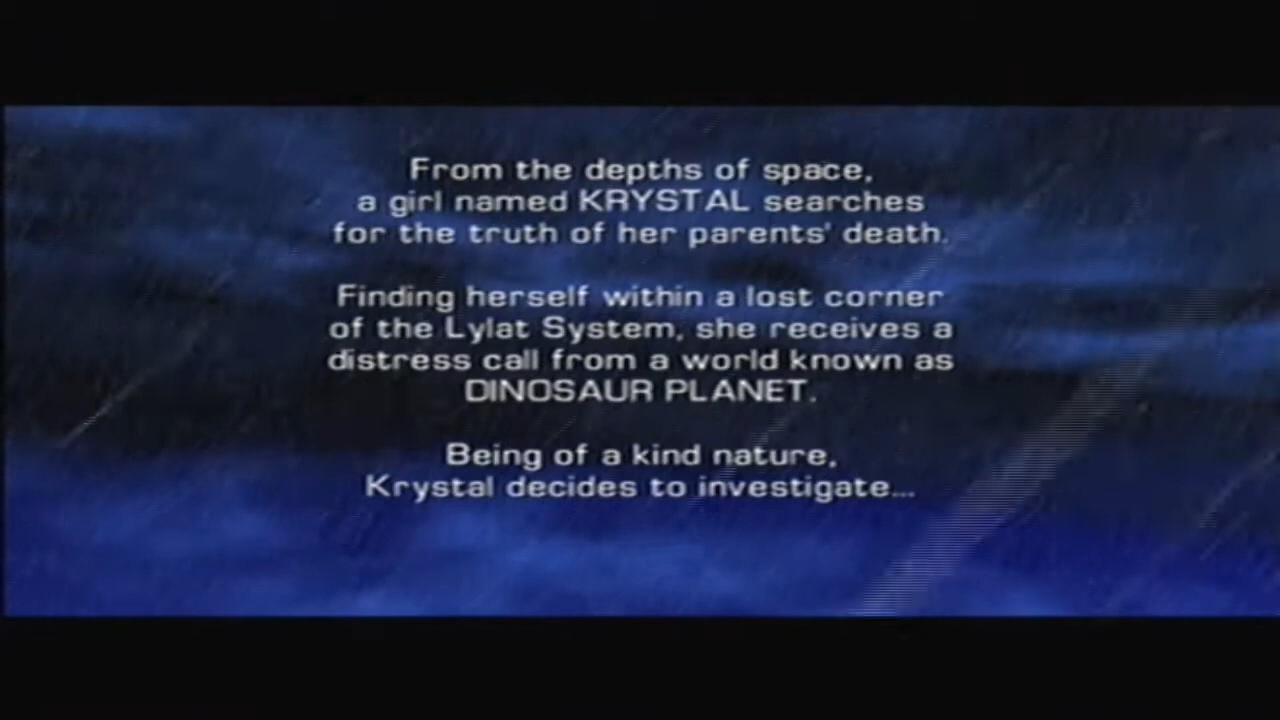 From the depths of space,
a girl named KRYSTAL searches
for the truth of her parents' death.
Finding herself within a lost corner
of the Lylat System, she receives a
distress call from a world known as
DINOSAUR PLANET.
Being of a kind nature,
Krystal decides to investigate...